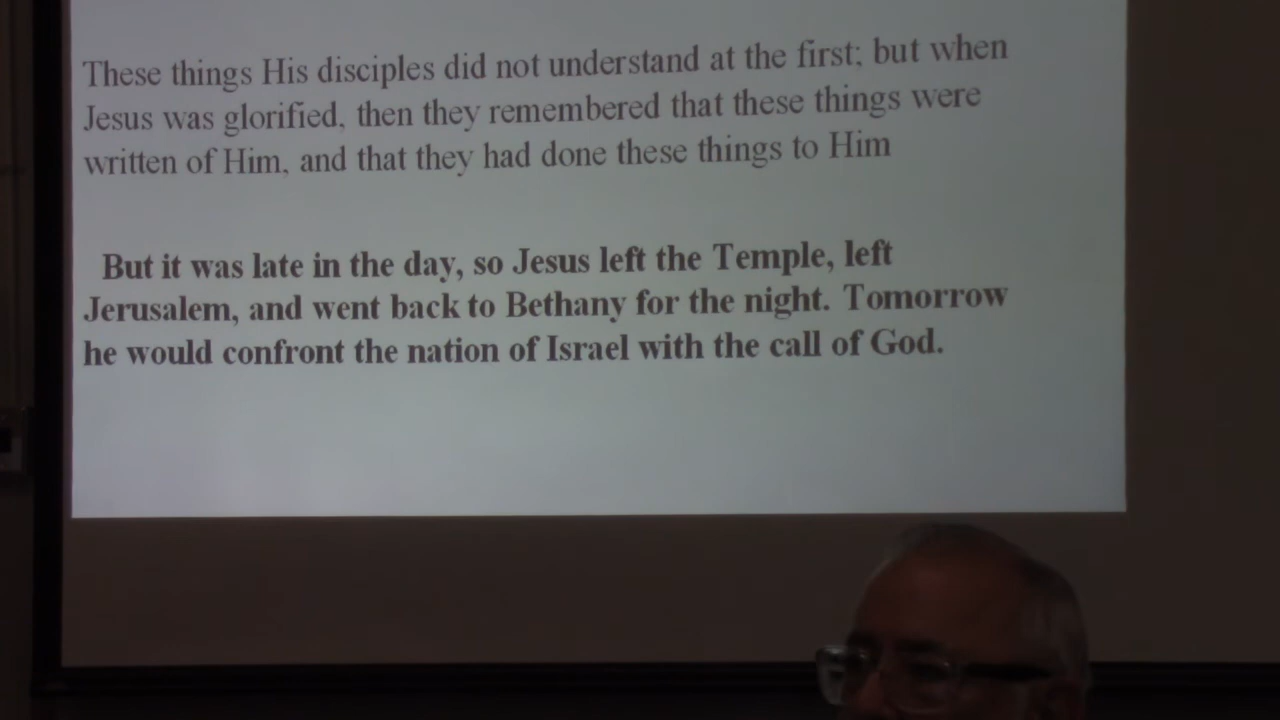 These things His disciples did not understand at the first; but when
Jesus was glorified, then they remembered that these things were
written of Him, and that they had done these things to Him
But it was late in the day, so Jesus left the Temple, left
Jerusalem, and went back to Bethany for the night. Tomorrow
he would confront the nation of Israel with the call of God.